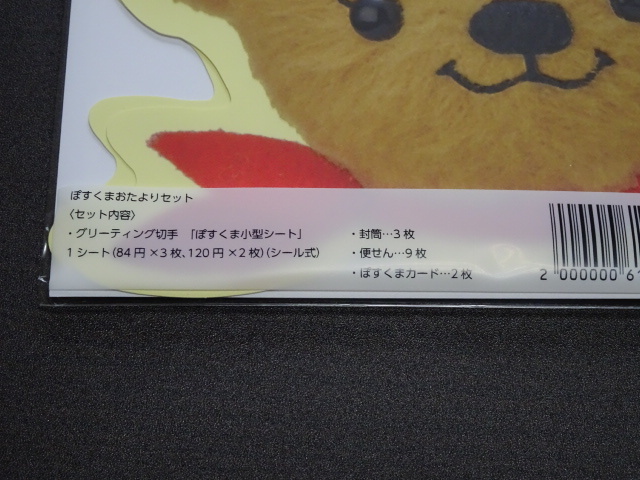 ぽすくまおたよりセット
〈セット内容〉
・グリーティング切手 「ぽすくま小型シート」
1シート(84円×3枚、120円×2枚)(シール式)
・封筒…3枚
・便せん…9枚
・ぽすくまカード…2枚
2 000000 6